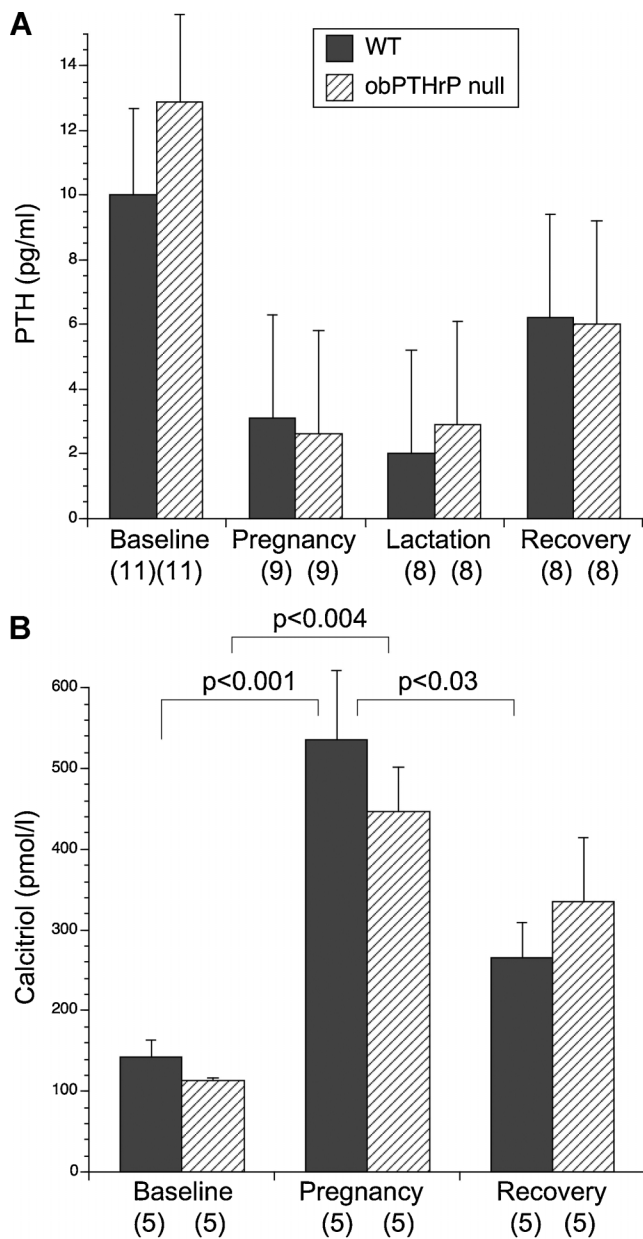 A
WT
obPTHrP null
PTH (pg/ml)
14
12
10
8
6
4
2
0
Baseline Pregnancy Lactation Recovery
(11)(11) (9) (9) (8) (8) (8) (8)
B
p<0.004
p<0.001 p<0.03
Calcitriol (pmol/l)
600
500
400
300
200
100
0
Baseline Pregnancy Recovery
(5) (5) (5) (5) (5) (5)